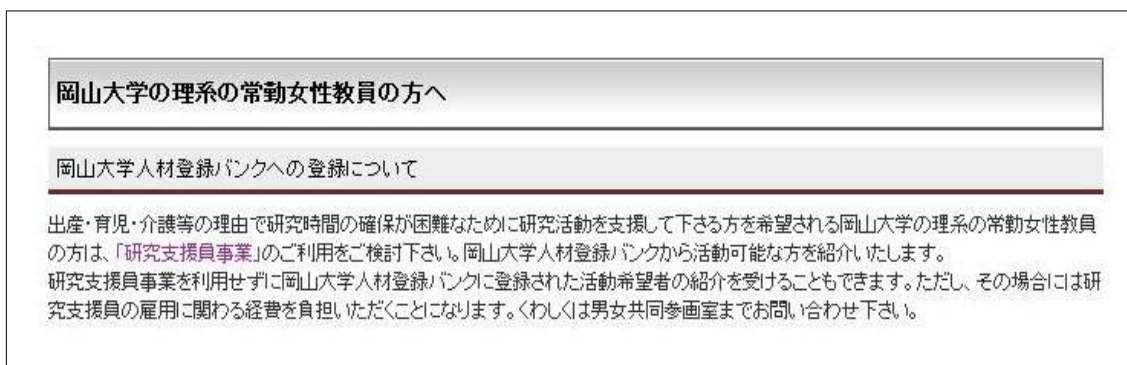 岡山大学の理系の常勤女性教員の方へ
岡山大学人材登録バンクへの登録について
出産・育児・介護等の理由で研究時間の確保が困難なために研究活動を支援して下さる方を希望される岡山大学の理系の常勤女性教員
の方は、「研究支援員事業」のご利用をご検討下さい。岡山大学人材登録バンクから活動可能な方を紹介いたします。
研究支援員事業を利用せずに岡山大学人材登録バンクに登録された活動希望者の紹介を受けることもできます。ただし、その場合には研
究支援員の雇用に関わる経費を負担いただくことになります。くわしくは男女共同参画室までお問い合わせ下さい。